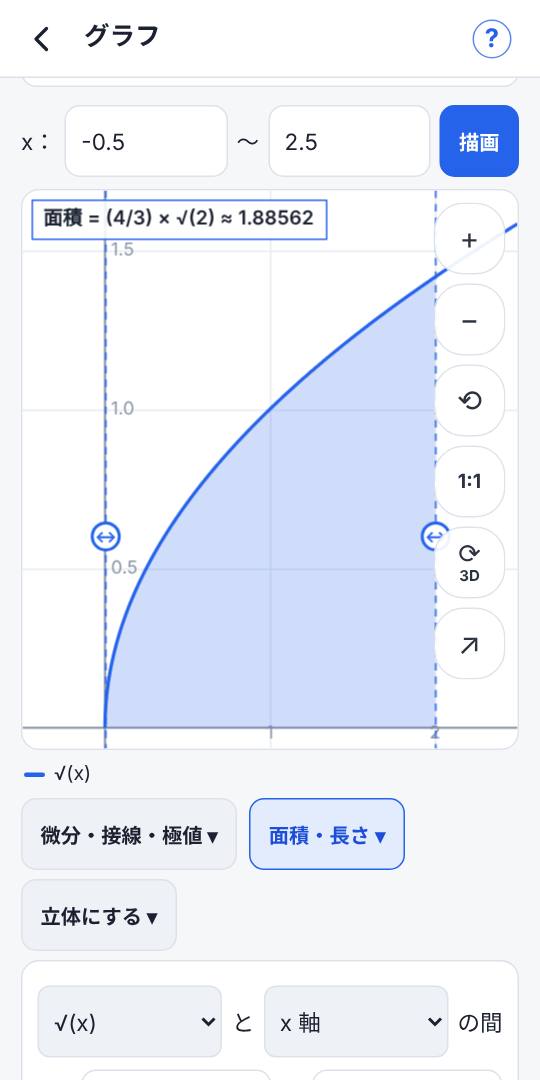 グラフ
?
x： -0.5 ～ 2.5 描画
面積 = (4/3) × √(2) ≈ 1.88562
1.5
1.0
0.5
1
2
+
−
1:1
3D
√(x)
微分・接線・極値 ▾
面積・長さ ▾
立体にする ▾
√(x) と x 軸 の間